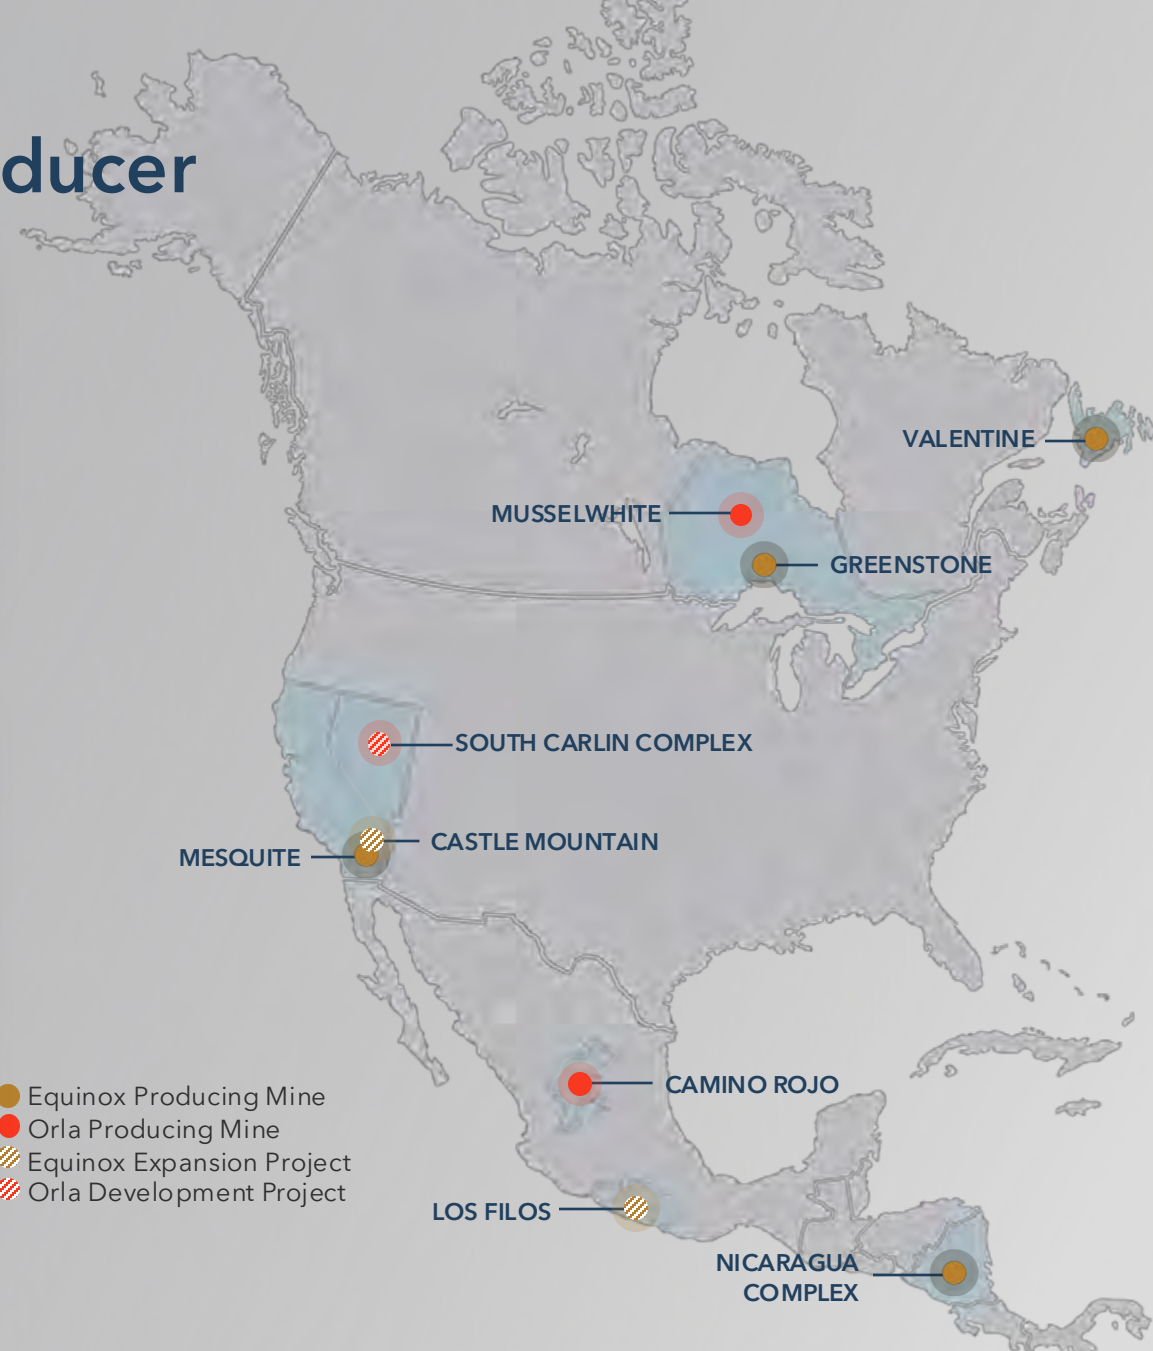 ducer
VALENTINE
MUSSELWHITE
GREENSTONE
SOUTH CARLIN COMPLEX
CASTLE MOUNTAIN
MESQUITE
CAMINO ROJO
Equinox Producing Mine
Orla Producing Mine
Equinox Expansion Project
Orla Development Project
LOS FILOS
NICARAGUA
COMPLEX